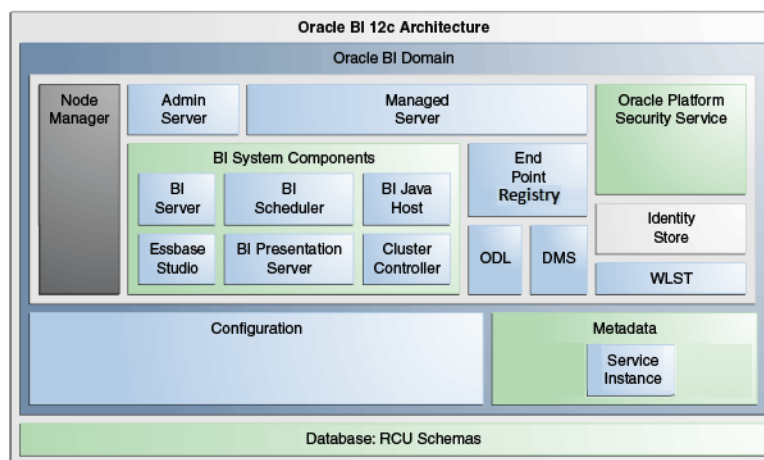 Oracle BI 12c Architecture
Oracle BI Domain
Node
Manager
Admin
Server
Managed
Server
Oracle Platform
Security Service
BI System Components
BI
Server
BI
Scheduler
BI Java
Host
Essbase
Studio
BI Presentation
Server
Cluster
Controller
End
Point
Registry
ODL
DMS
Identity
Store
WLST
Configuration
Metadata
Service
Instance
Database: RCU Schemas